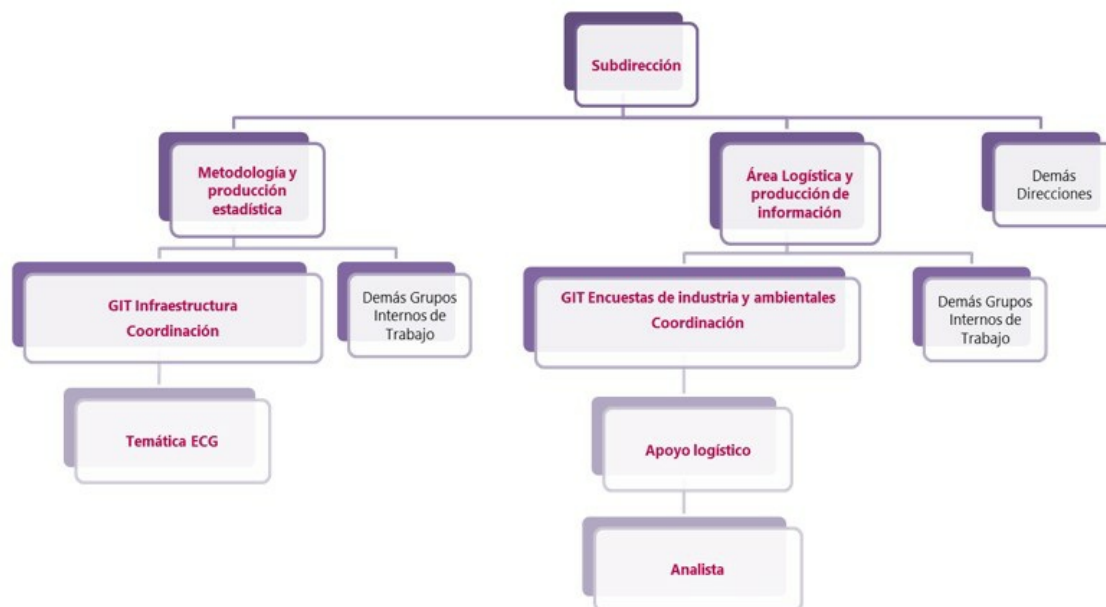 Subdirección
Metodología y
producción
estadística
Área Logística y
producción de
información
Demás
Direcciones
GIT Infraestructura
Coordinación
Demás Grupos
Internos de
Trabajo
GIT Encuestas de industria y ambientales
Coordinación
Demás Grupos
Internos de
Trabajo
Temática ECG
Apoyo logístico
Analista